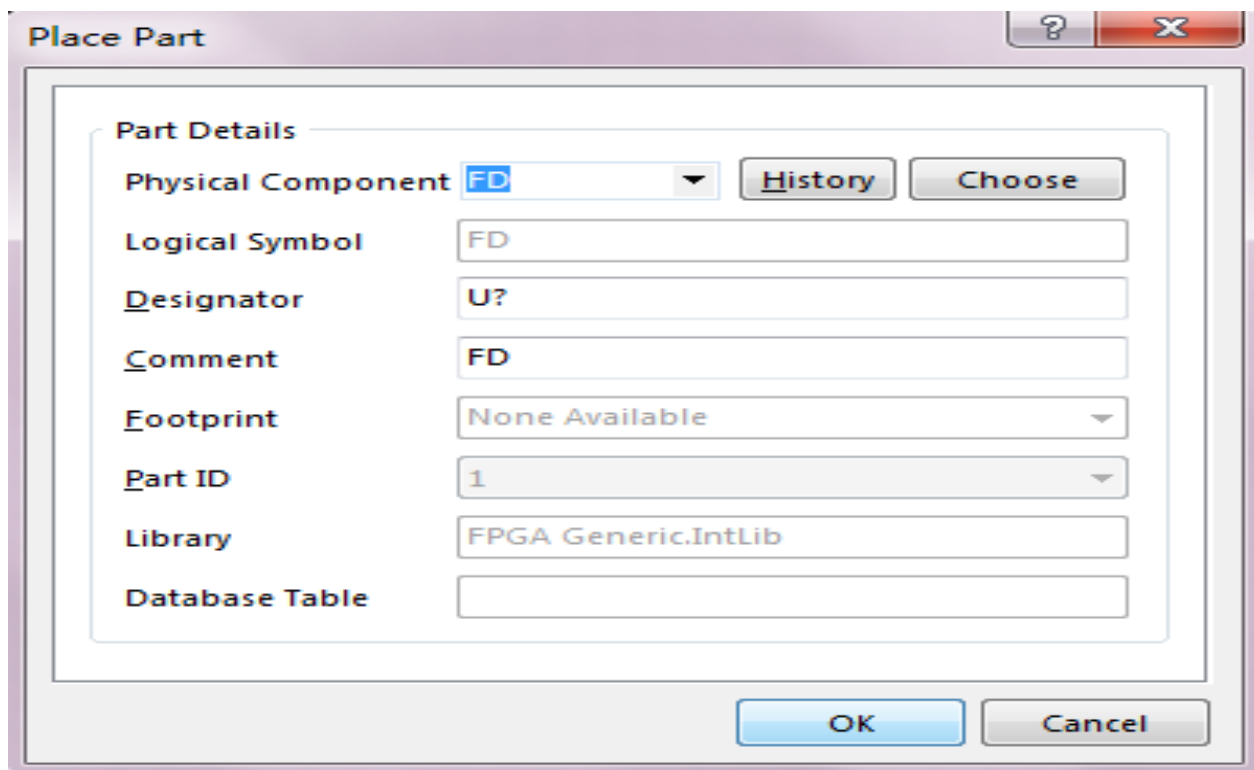 Place Part
Part Details
Physical Component FD History Choose
Logical Symbol FD
Designator U?
Comment FD
Footprint None Available
Part ID 1
Library FPGA Generic.IntLib
Database Table
OK Cancel